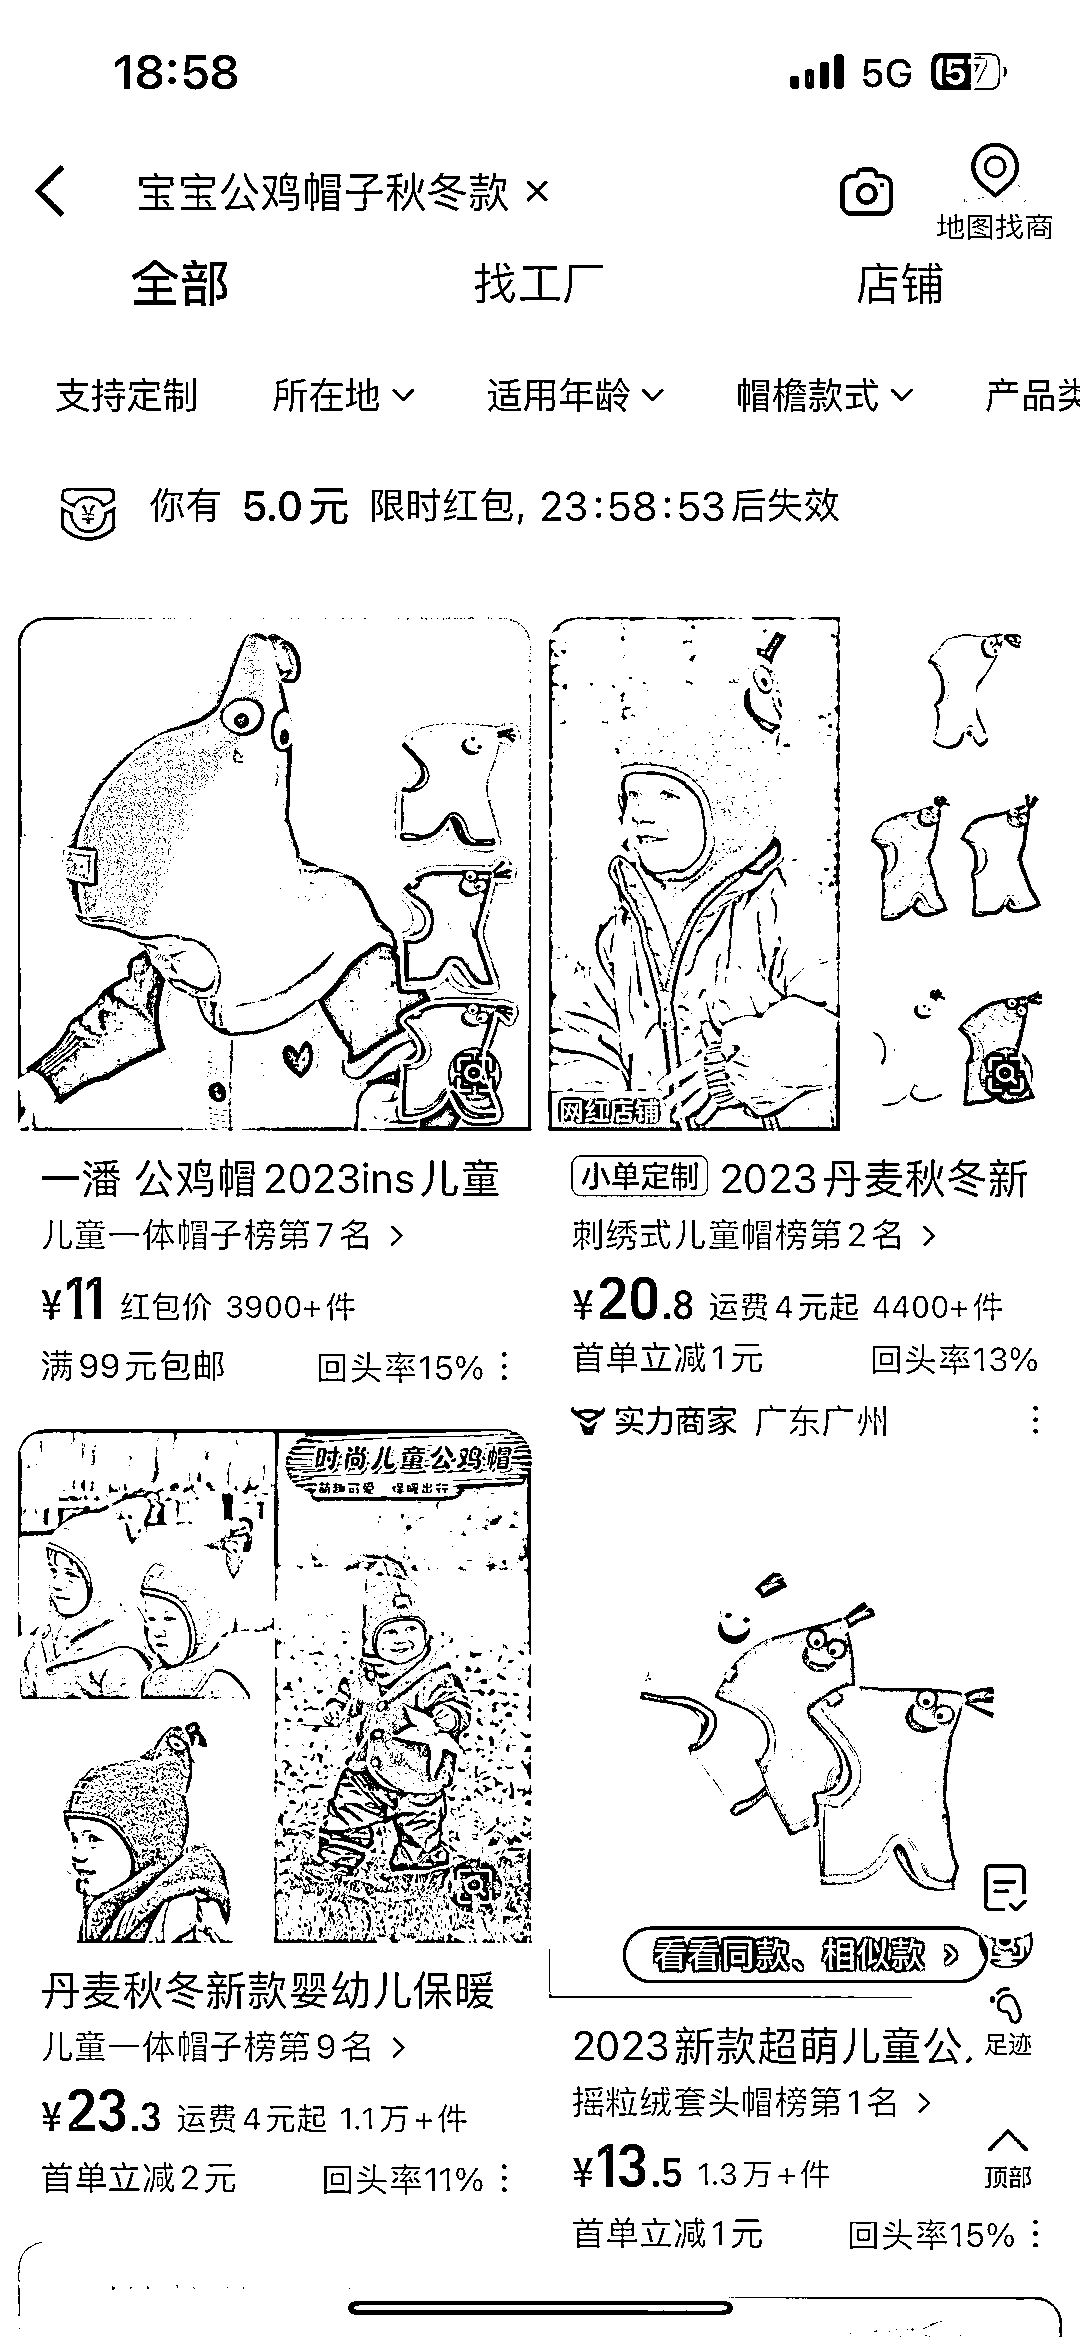 18:58
5G 57
宝宝公鸡帽子秋冬款 ×
地图找商
全部 找工厂 店铺
支持定制 所在地 适用年龄 帽檐款式 产品类
你有 5.0元 限时红包, 23:58:53后失效
网红店铺
一潘 公鸡帽2023ins儿童
儿童一体帽子榜第7名 >
¥11 红包价 3900+件
满99元包邮 回头率15%
小单定制 2023丹麦秋冬新
刺绣式儿童帽榜第2名 >
¥20.8 运费4元起 4400+件
首单立减1元 回头率13%
实力商家 广东广州
时尚儿童公鸡帽
萌趣可爱 保暖出行
丹麦秋冬新款婴幼儿保暖
儿童一体帽子榜第9名 >
¥23.3 运费4元起 1.1万+件
首单立减2元 回头率11%
看看同款、相似款 >
2023新款超萌儿童公
摇粒绒套头帽榜第1名 >
¥13.5 1.3万+件
首单立减1元 回头率15%
足迹
顶部